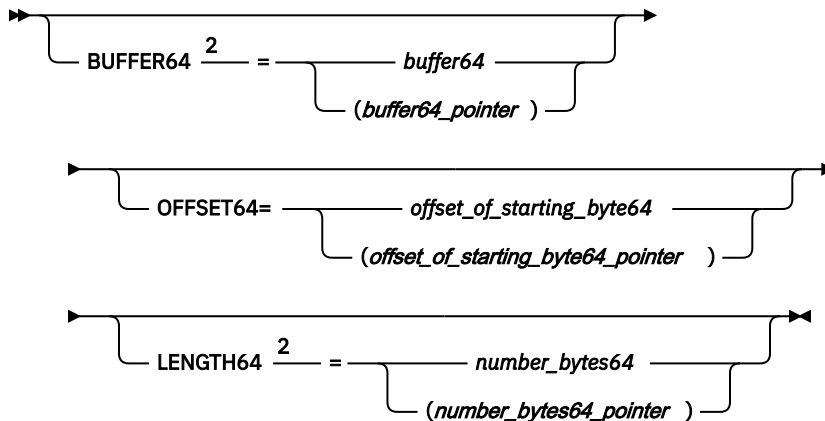 BUFFER64 2 = buffer64
(buffer64_pointer )
OFFSET64= offset_of_starting_byte64
(offset_of_starting_byte64_pointer )
LENGTH64 2 = number_bytes64
(number_bytes64_pointer )